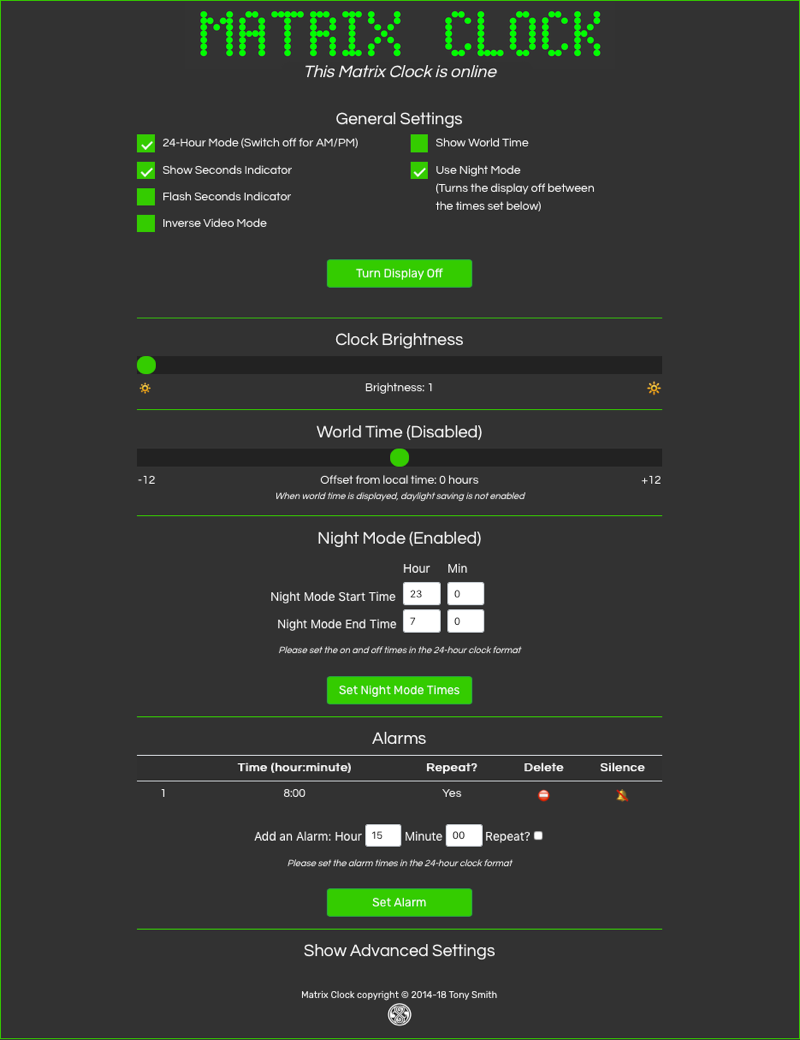 MATRIX CLOCK
This Matrix Clock is online
General Settings
24-Hour Mode (Switch off for AM/PM)
Show Seconds Indicator
Flash Seconds Indicator
Inverse Video Mode
Show World Time
Use Night Mode
(Turns the display off between
the times set below)
Turn Display Off
Clock Brightness
Brightness: 1
World Time (Disabled)
-12 Offset from local time: 0 hours +12
When world time is displayed, daylight saving is not enabled
Night Mode (Enabled)
Hour Min
Night Mode Start Time 23 0
Night Mode End Time 7 0
Please set the on and off times in the 24-hour clock format
Set Night Mode Times
Alarms
Time (hour:minute) Repeat? Delete Silence
1 8:00 Yes
Add an Alarm: Hour 15 Minute 00 Repeat?
Please set the alarm times in the 24-hour clock format
Set Alarm
Show Advanced Settings
Matrix Clock copyright © 2014-18 Tony Smith